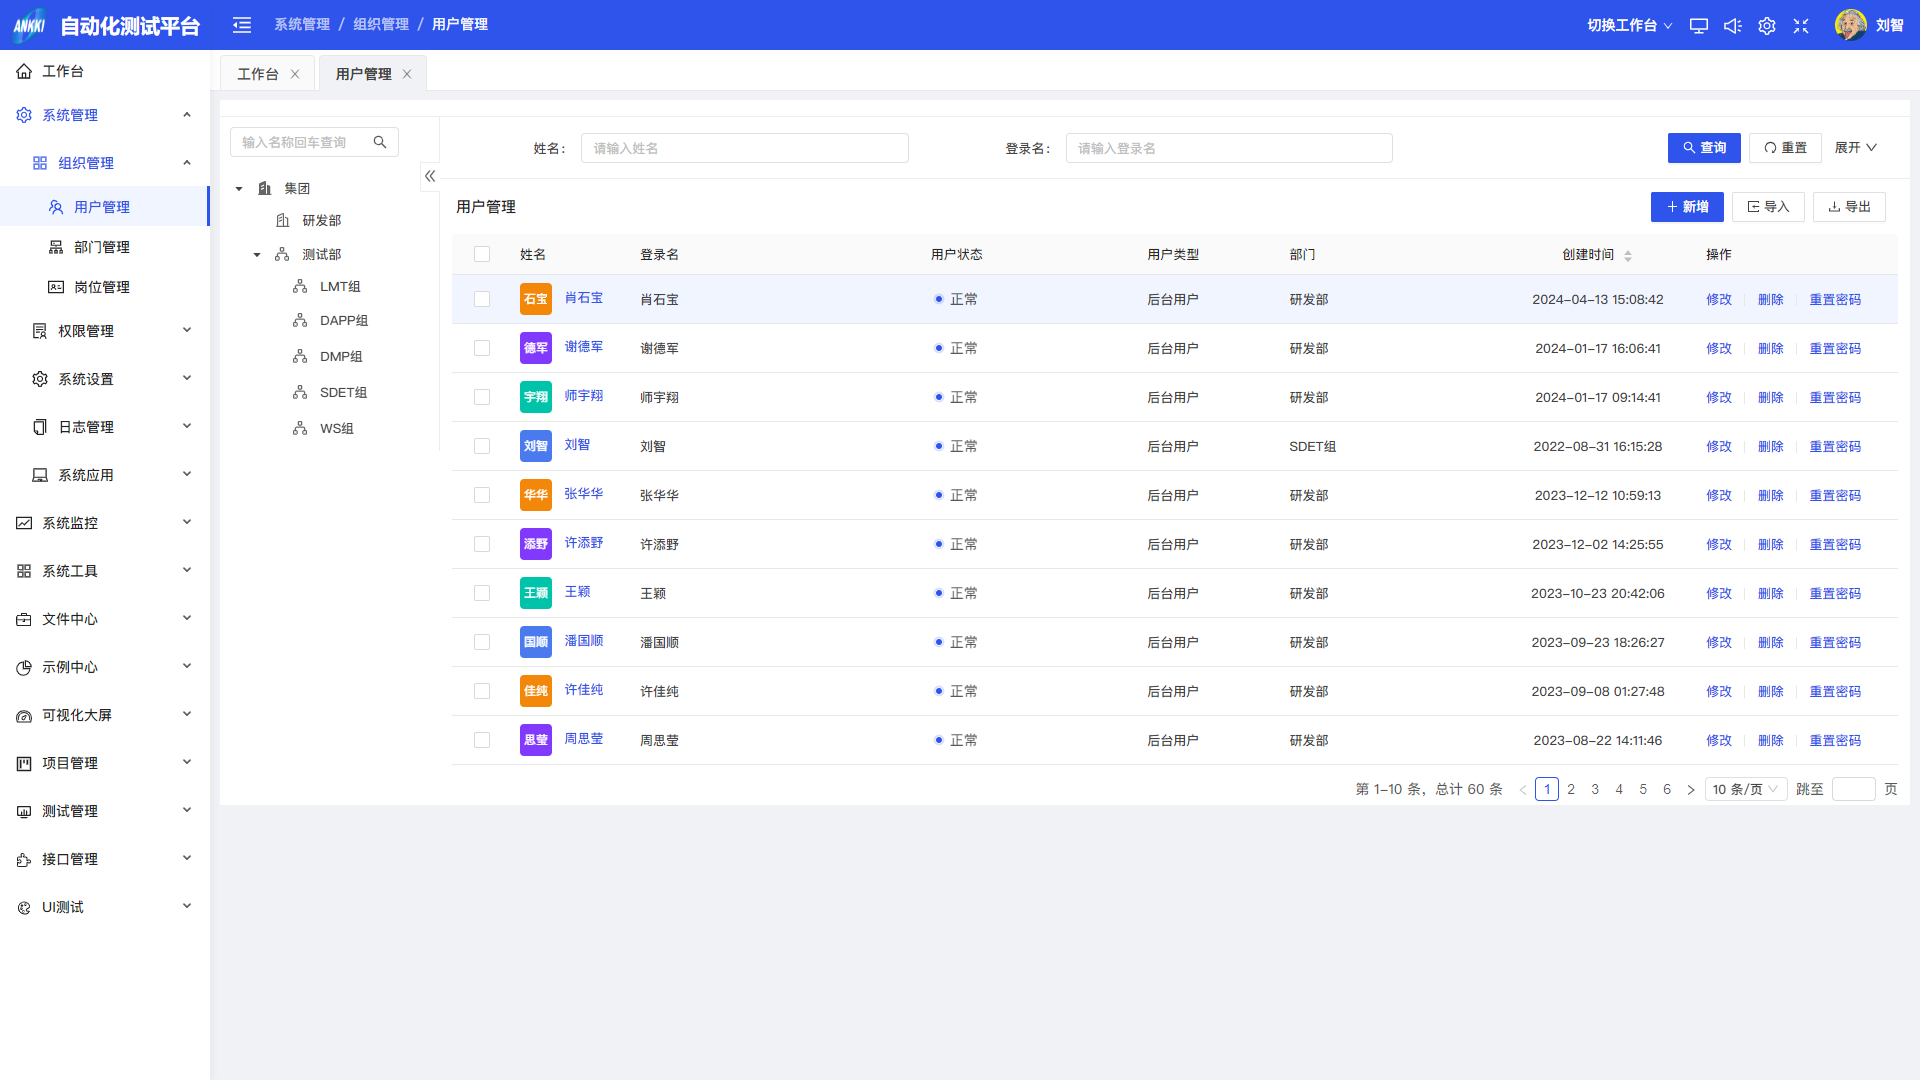 ANKKI 自动化测试平台
系统管理 / 组织管理 / 用户管理
切换工作台
刘智
工作台
系统管理
组织管理
用户管理
部门管理
岗位管理
权限管理
系统设置
日志管理
系统应用
系统监控
系统工具
文件中心
示例中心
可视化大屏
项目管理
测试管理
接口管理
UI测试
工作台
用户管理
输入名称回车查询
集团
研发部
测试部
LMT组
DAPP组
DMP组
SDET组
WS组
姓名： 请输入姓名 登录名： 请输入登录名 查询 重置 展开
用户管理 新增 导入 导出
姓名 登录名 用户状态 用户类型 部门 创建时间 操作
石宝 肖石宝 肖石宝 正常 后台用户 研发部 2024-04-13 15:08:42 修改 删除 重置密码
德军 谢德军 谢德军 正常 后台用户 研发部 2024-01-17 16:06:41 修改 删除 重置密码
宇翔 师宇翔 师宇翔 正常 后台用户 研发部 2024-01-17 09:14:41 修改 删除 重置密码
刘智 刘智 刘智 正常 后台用户 SDET组 2022-08-31 16:15:28 修改 删除 重置密码
华华 张华华 张华华 正常 后台用户 研发部 2023-12-12 10:59:13 修改 删除 重置密码
添野 许添野 许添野 正常 后台用户 研发部 2023-12-02 14:25:55 修改 删除 重置密码
王颖 王颖 王颖 正常 后台用户 研发部 2023-10-23 20:42:06 修改 删除 重置密码
国顺 潘国顺 潘国顺 正常 后台用户 研发部 2023-09-23 18:26:27 修改 删除 重置密码
佳纯 许佳纯 许佳纯 正常 后台用户 研发部 2023-09-08 01:27:48 修改 删除 重置密码
思莹 周思莹 周思莹 正常 后台用户 研发部 2023-08-22 14:11:46 修改 删除 重置密码
第 1-10 条，总计 60 条 1 2 3 4 5 6 10 条/页 跳至 页